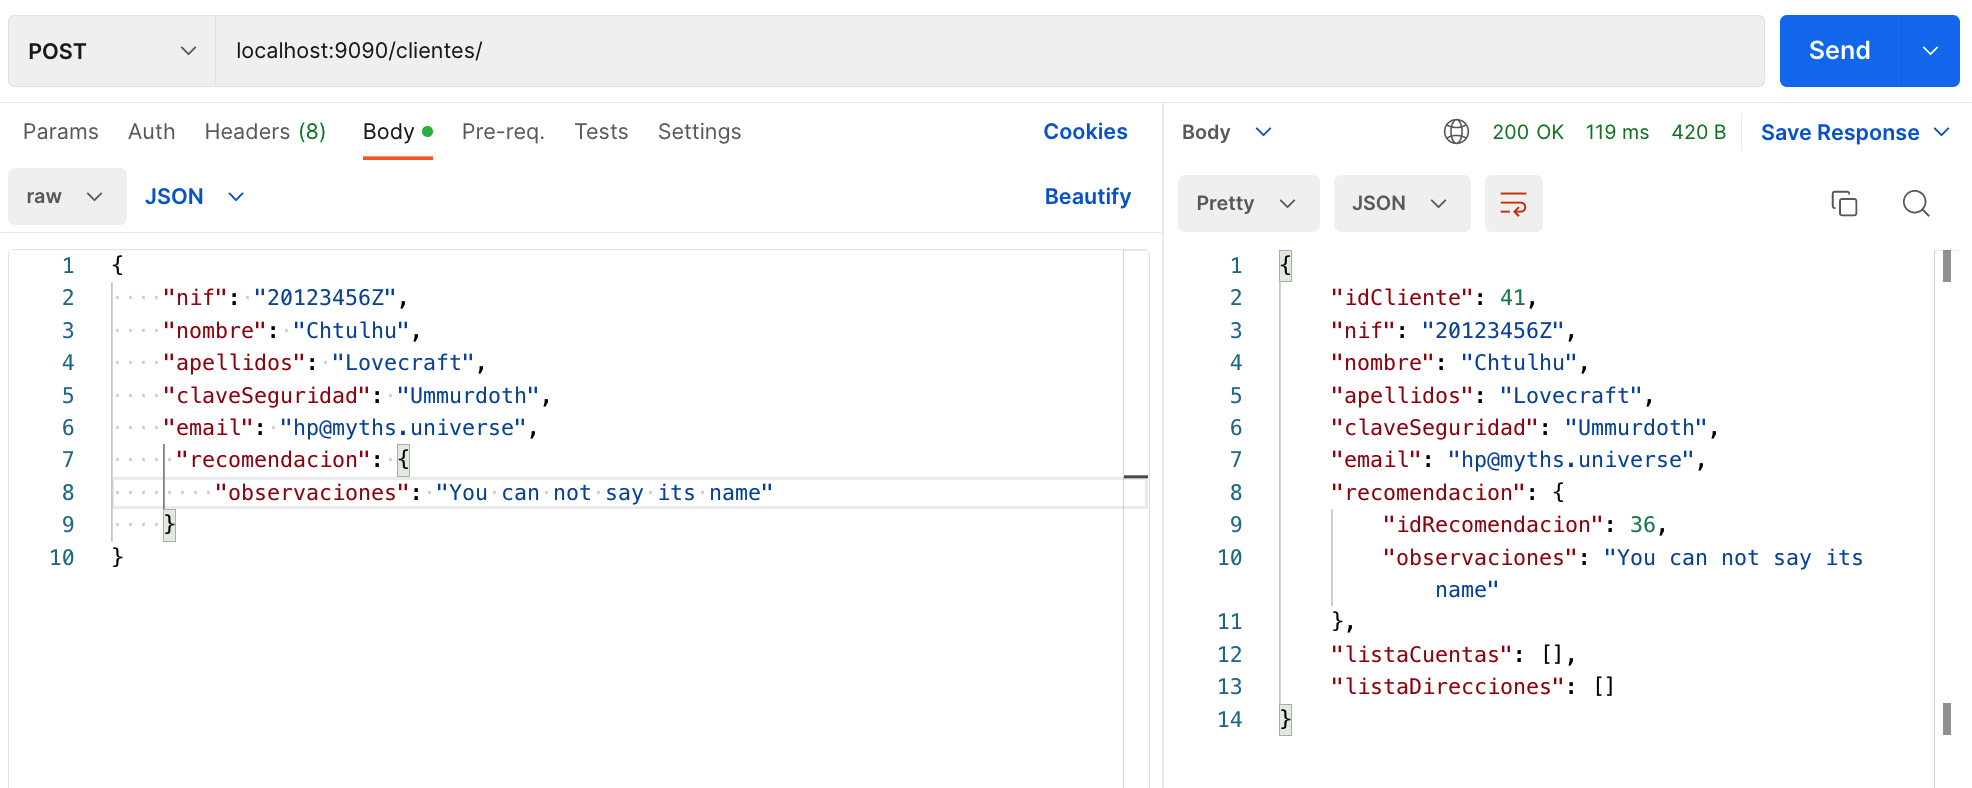 POST localhost:9090/clientes/ Send
Params Auth Headers (8) Body Pre-req. Tests Settings Cookies
raw JSON Beautify
1 {
2 "nif": "20123456Z",
3 "nombre": "Chtulhu",
4 "apellidos": "Lovecraft",
5 "claveSeguridad": "Ummurdoth",
6 "email": "hp@myths.universe",
7 "recomendacion": {
8 "observaciones": "You can not say its name"
9 }
10 }
Body 200 OK 119 ms 420 B Save Response
Pretty JSON
1 {
2 "idCliente": 41,
3 "nif": "20123456Z",
4 "nombre": "Chtulhu",
5 "apellidos": "Lovecraft",
6 "claveSeguridad": "Ummurdoth",
7 "email": "hp@myths.universe",
8 "recomendacion": {
9 "idRecomendacion": 36,
10 "observaciones": "You can not say its
name"
11 },
12 "listaCuentas": [],
13 "listaDirecciones": []
14 }